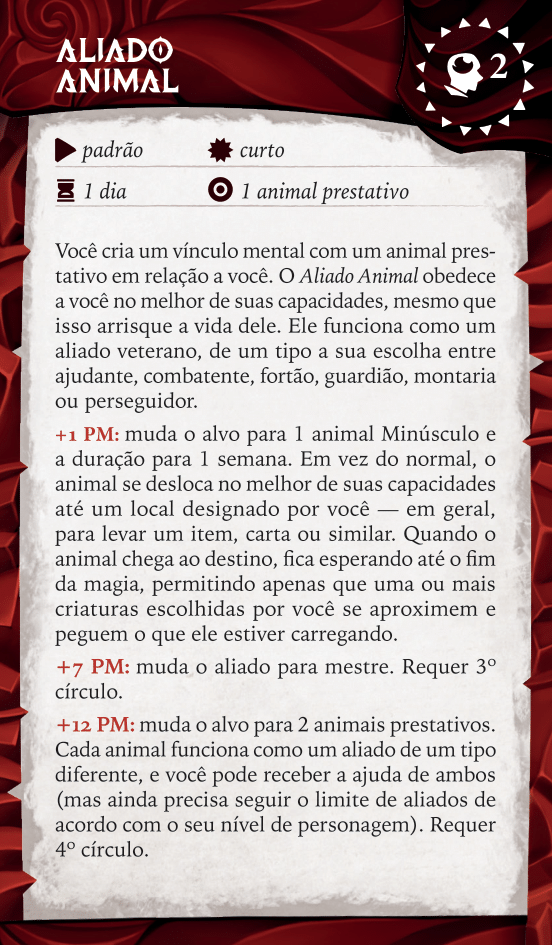 ALIADO
ANIMAL
2
padrão
curto
1 dia
1 animal prestativo
Você cria um vínculo mental com um animal pres-
tativo em relação a você. O Aliado Animal obedece
a você no melhor de suas capacidades, mesmo que
isso arrisque a vida dele. Ele funciona como um
aliado veterano, de um tipo a sua escolha entre
ajudante, combatente, fortão, guardião, montaria
ou perseguidor.
+1 PM: muda o alvo para 1 animal Minúsculo e
a duração para 1 semana. Em vez do normal, o
animal se desloca no melhor de suas capacidades
até um local designado por você — em geral,
para levar um item, carta ou similar. Quando o
animal chega ao destino, fica esperando até o fim
da magia, permitindo apenas que uma ou mais
criaturas escolhidas por você se aproximem e
peguem o que ele estiver carregando.
+7 PM: muda o aliado para mestre. Requer 3º
círculo.
+12 PM: muda o alvo para 2 animais prestativos.
Cada animal funciona como um aliado de um tipo
diferente, e você pode receber a ajuda de ambos
(mas ainda precisa seguir o limite de aliados de
acordo com o seu nível de personagem). Requer
4º círculo.